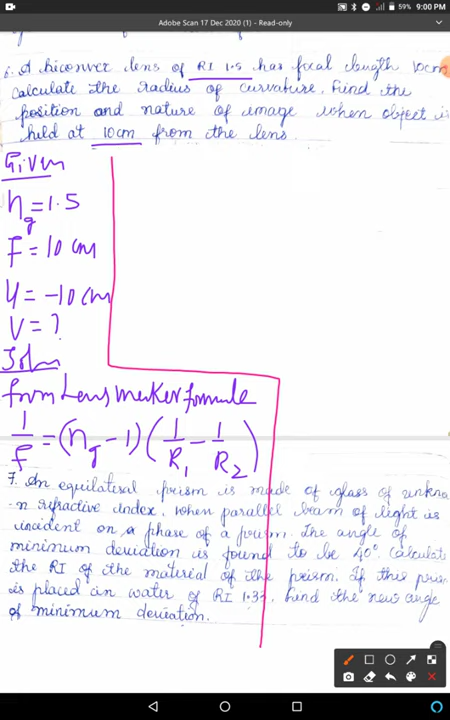 59% 9:00 PM
Adobe Scan 17 Dec 2020 (1) - Read-only
6. A biconvex lens of RI 1.5 has focal length 10cm
calculate the radius of curvature. Find the
position and nature of image when object is
held at 10cm from the lens.
Given
ng = 1.5
F = 10 cm
u = -10 cm
V = ?
Soln
from Lens maker formule
1/f = (ng - 1)(1/R1 - 1/R2)
7. An equilateral prism is made of glass of unkno
-n refractive index, when parallel beam of light is
incident on a phase of a prism. The angle of
minimum deviation is found to be 40°. Calculate
the RI of the material of the prism. If this pris
is placed in water of RI 1.33, find the new angle
of minimum deviation.